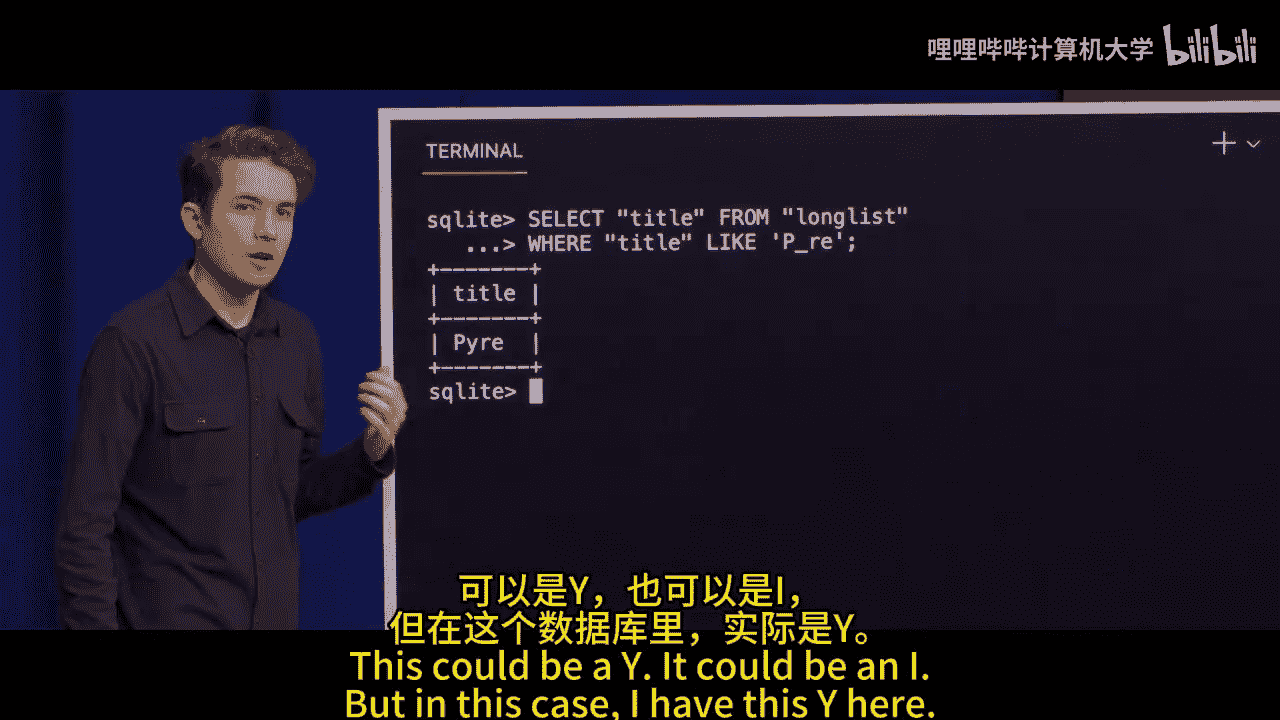 哩哩哔哔计算机大学 bilibili
TERMINAL
sqlite> SELECT "title" FROM "longlist"
...> WHERE "title" LIKE 'P_re';
+-------+
| title |
+-------+
| Pyre  |
+-------+
sqlite>
可以是Y，也可以是I，
但在这个数据库里，实际是Y。
This could be a Y. It could be an I.
But in this case, I have this Y here.